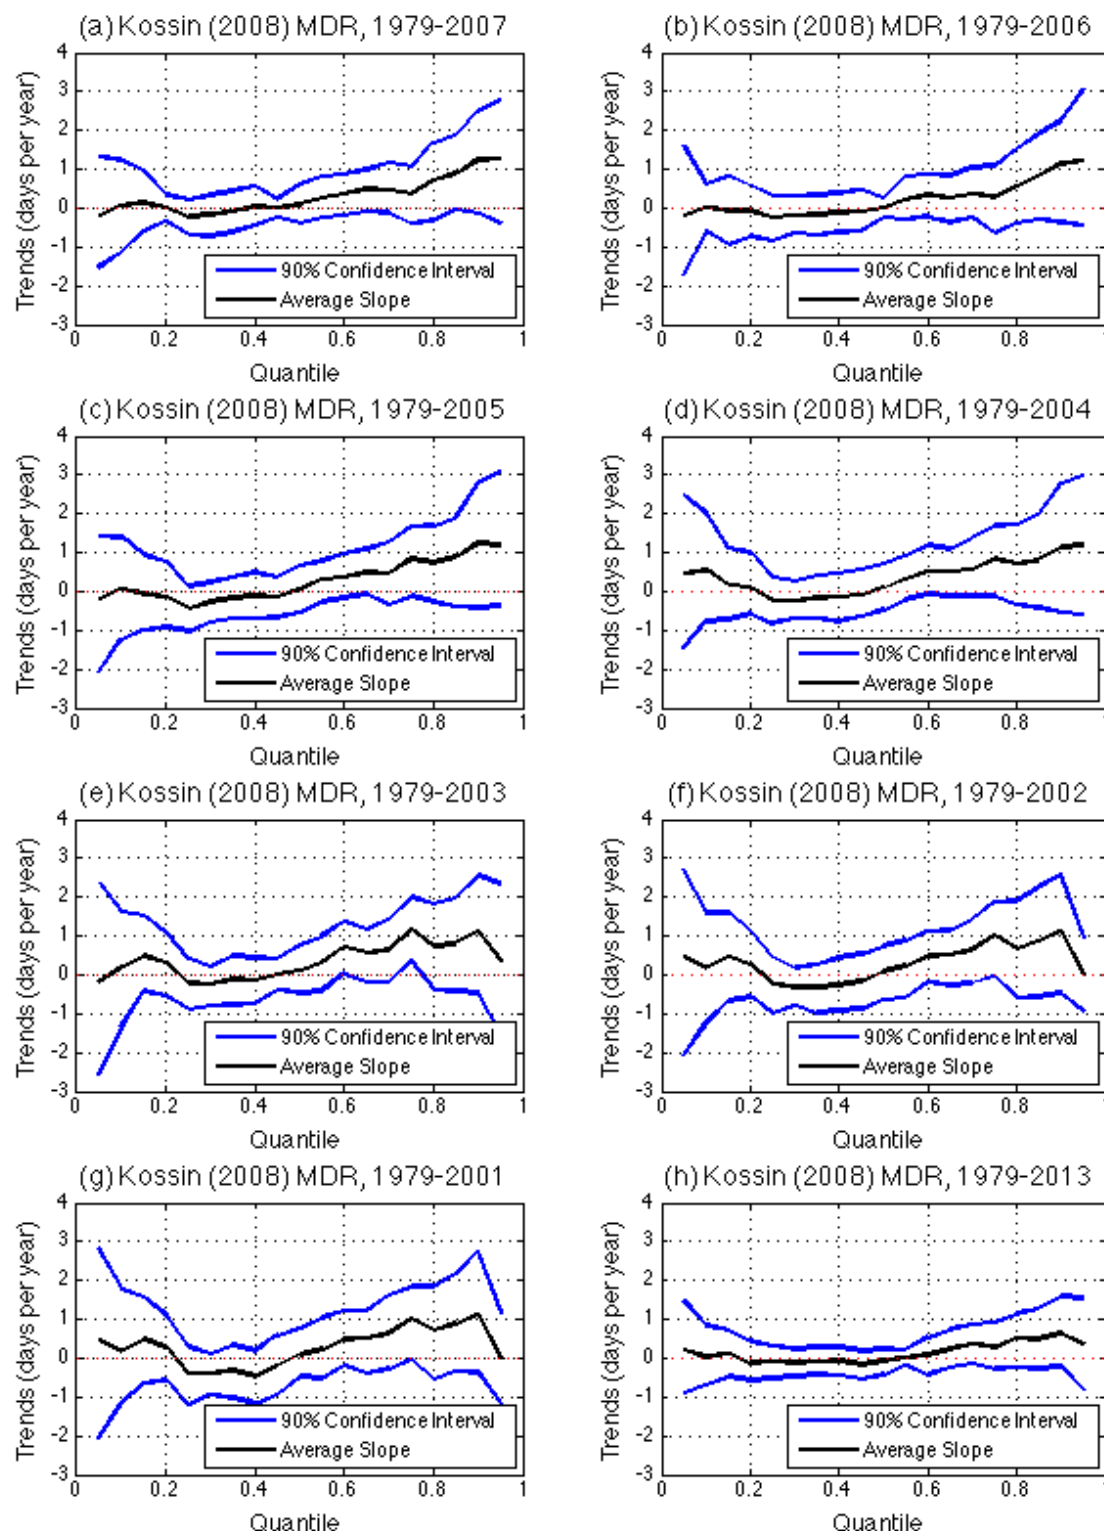 (a) Kossin (2008) MDR, 1979-2007
4
3
2
1
0
-1
-2
-3
Trends (days per year)
90% Confidence Interval
Average Slope
0 0.2 0.4 0.6 0.8 1
Quantile
(b) Kossin (2008) MDR, 1979-2006
4
3
2
1
0
-1
-2
-3
Trends (days per year)
90% Confidence Interval
Average Slope
0 0.2 0.4 0.6 0.8 1
Quantile
(c) Kossin (2008) MDR, 1979-2005
4
3
2
1
0
-1
-2
-3
Trends (days per year)
90% Confidence Interval
Average Slope
0 0.2 0.4 0.6 0.8 1
Quantile
(d) Kossin (2008) MDR, 1979-2004
4
3
2
1
0
-1
-2
-3
Trends (days per year)
90% Confidence Interval
Average Slope
0 0.2 0.4 0.6 0.8 1
Quantile
(e) Kossin (2008) MDR, 1979-2003
4
3
2
1
0
-1
-2
-3
Trends (days per year)
90% Confidence Interval
Average Slope
0 0.2 0.4 0.6 0.8 1
Quantile
(f) Kossin (2008) MDR, 1979-2002
4
3
2
1
0
-1
-2
-3
Trends (days per year)
90% Confidence Interval
Average Slope
0 0.2 0.4 0.6 0.8 1
Quantile
(g) Kossin (2008) MDR, 1979-2001
4
3
2
1
0
-1
-2
-3
Trends (days per year)
90% Confidence Interval
Average Slope
0 0.2 0.4 0.6 0.8 1
Quantile
(h) Kossin (2008) MDR, 1979-2013
4
3
2
1
0
-1
-2
-3
Trends (days per year)
90% Confidence Interval
Average Slope
0 0.2 0.4 0.6 0.8 1
Quantile